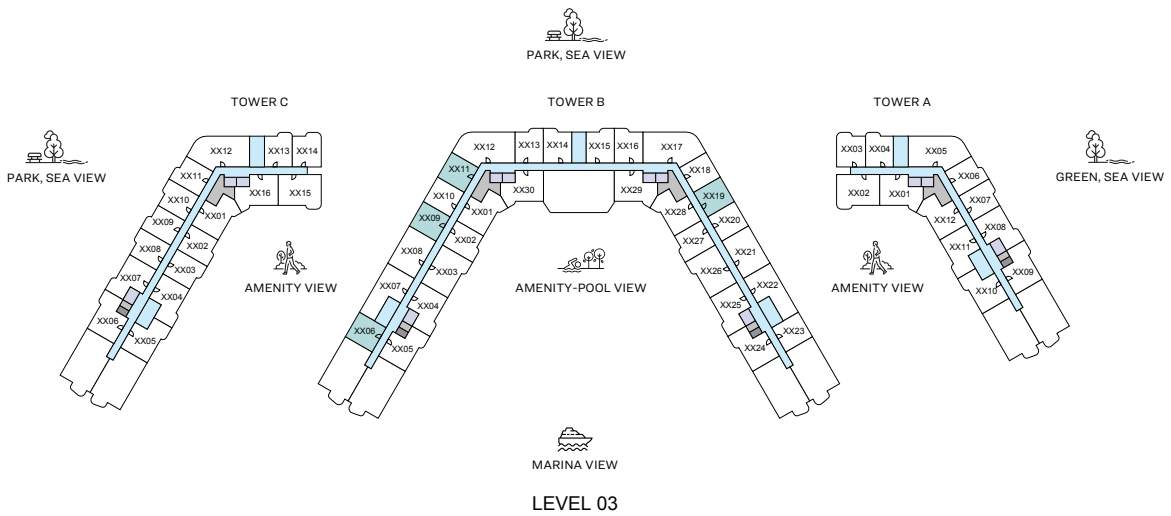 PARK, SEA VIEW
TOWER C
TOWER B
TOWER A
PARK, SEA VIEW
GREEN, SEA VIEW
XX12
XX13
XX14
XX11
XX16
XX15
XX10
XX01
XX09
XX02
XX08
XX03
XX07
XX04
XX06
XX05
XX12
XX13
XX14
XX15
XX16
XX17
XX11
XX18
XX30
XX29
XX10
XX01
XX28
XX19
XX09
XX02
XX27
XX20
XX08
XX03
XX26
XX21
XX07
XX04
XX25
XX22
XX06
XX05
XX24
XX23
XX03
XX04
XX05
XX02
XX01
XX06
XX07
XX12
XX08
XX11
XX09
XX10
AMENITY VIEW
AMENITY-POOL VIEW
AMENITY VIEW
MARINA VIEW
LEVEL 03